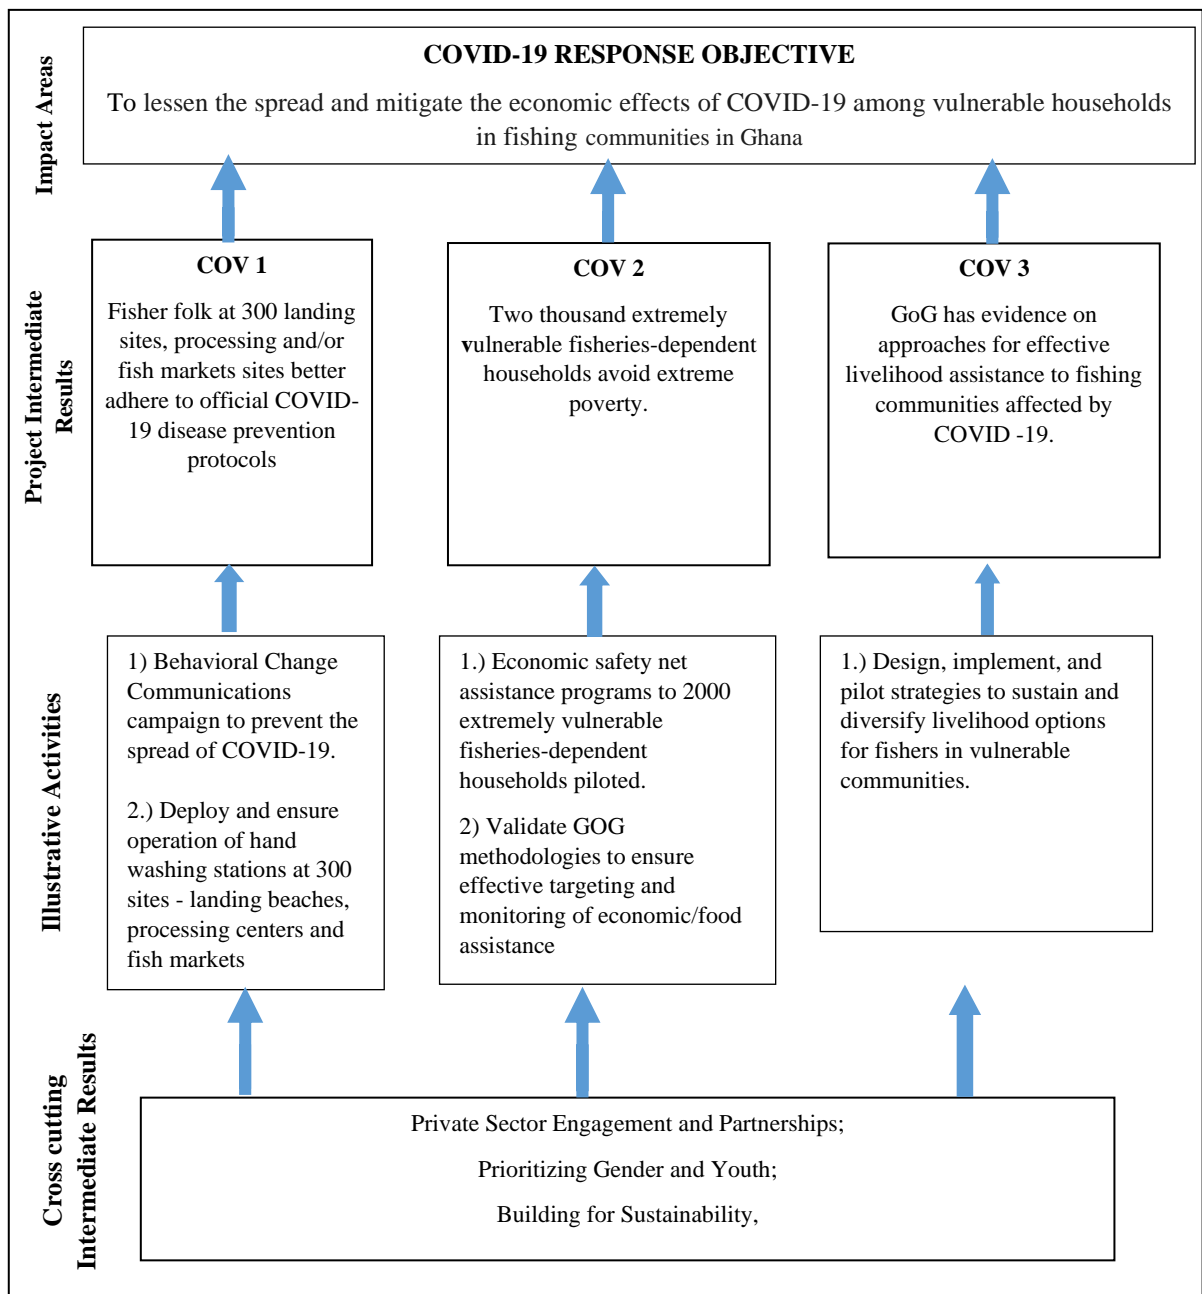 Impact Areas
COVID-19 RESPONSE OBJECTIVE
To lessen the spread and mitigate the economic effects of COVID-19 among vulnerable households
in fishing communities in Ghana
Project Intermediate
Results
COV 1
Fisher folk at 300 landing
sites, processing and/or
fish markets sites better
adhere to official COVID-
19 disease prevention
protocols
COV 2
Two thousand extremely
vulnerable fisheries-dependent
households avoid extreme
poverty.
COV 3
GoG has evidence on
approaches for effective
livelihood assistance to fishing
communities affected by
COVID -19.
Illustrative Activities
1) Behavioral Change
Communications
campaign to prevent the
spread of COVID-19.
2.) Deploy and ensure
operation of hand
washing stations at 300
sites - landing beaches,
processing centers and
fish markets
1.) Economic safety net
assistance programs to 2000
extremely vulnerable
fisheries-dependent
households piloted.
2) Validate GOG
methodologies to ensure
effective targeting and
monitoring of economic/food
assistance
1.) Design, implement, and
pilot strategies to sustain and
diversify livelihood options
for fishers in vulnerable
communities.
Cross cutting
Intermediate Results
Private Sector Engagement and Partnerships;
Prioritizing Gender and Youth;
Building for Sustainability,